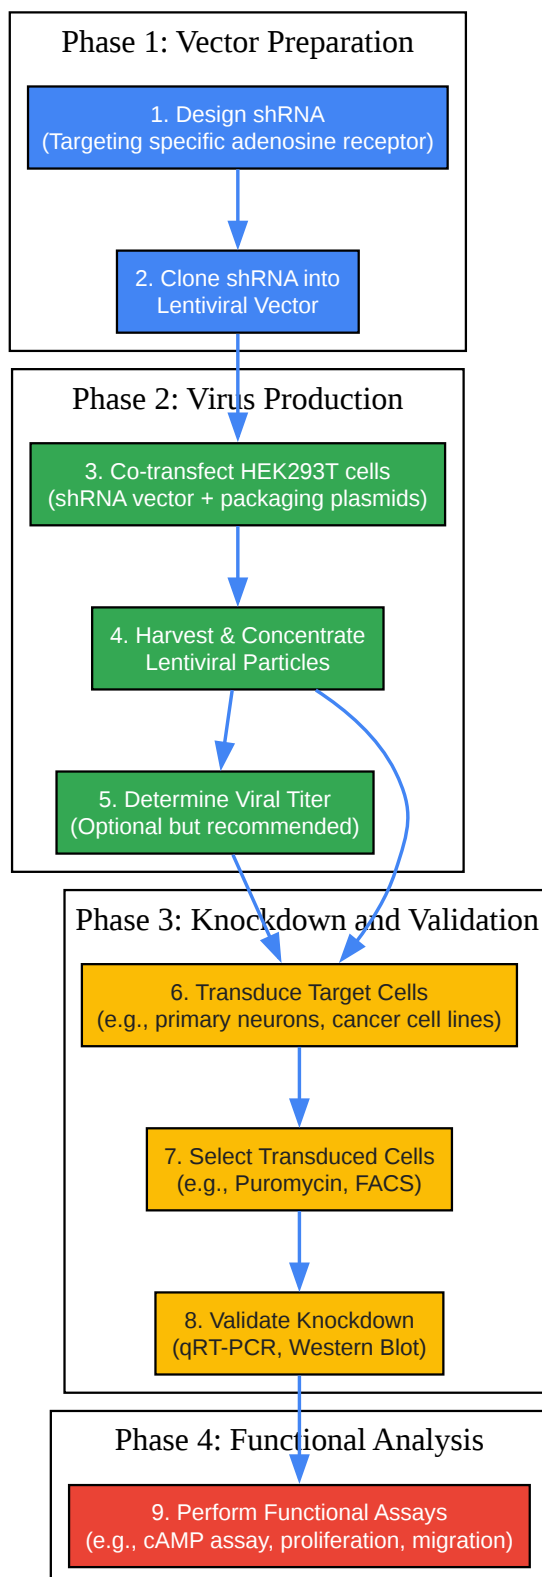 Phase 1: Vector Preparation
1. Design shRNA
(Targeting specific adenosine receptor)
2. Clone shRNA into
Lentiviral Vector
Phase 2: Virus Production
3. Co-transfect HEK293T cells
(shRNA vector + packaging plasmids)
4. Harvest & Concentrate
Lentiviral Particles
5. Determine Viral Titer
(Optional but recommended)
Phase 3: Knockdown and Validation
6. Transduce Target Cells
(e.g., primary neurons, cancer cell lines)
7. Select Transduced Cells
(e.g., Puromycin, FACS)
8. Validate Knockdown
(qRT-PCR, Western Blot)
Phase 4: Functional Analysis
9. Perform Functional Assays
(e.g., cAMP assay, proliferation, migration)